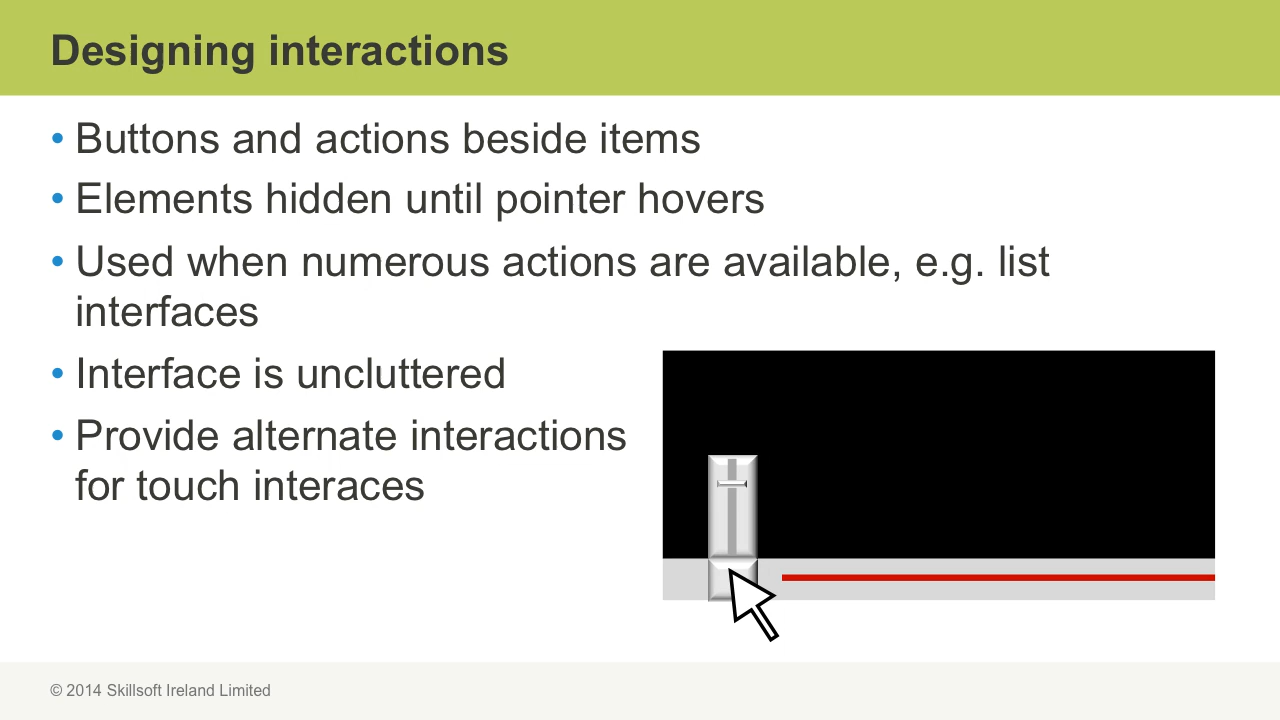 Designing interactions
• Buttons and actions beside items
• Elements hidden until pointer hovers
• Used when numerous actions are available, e.g. list
interfaces
• Interface is uncluttered
• Provide alternate interactions
for touch interaces
© 2014 Skillsoft Ireland Limited